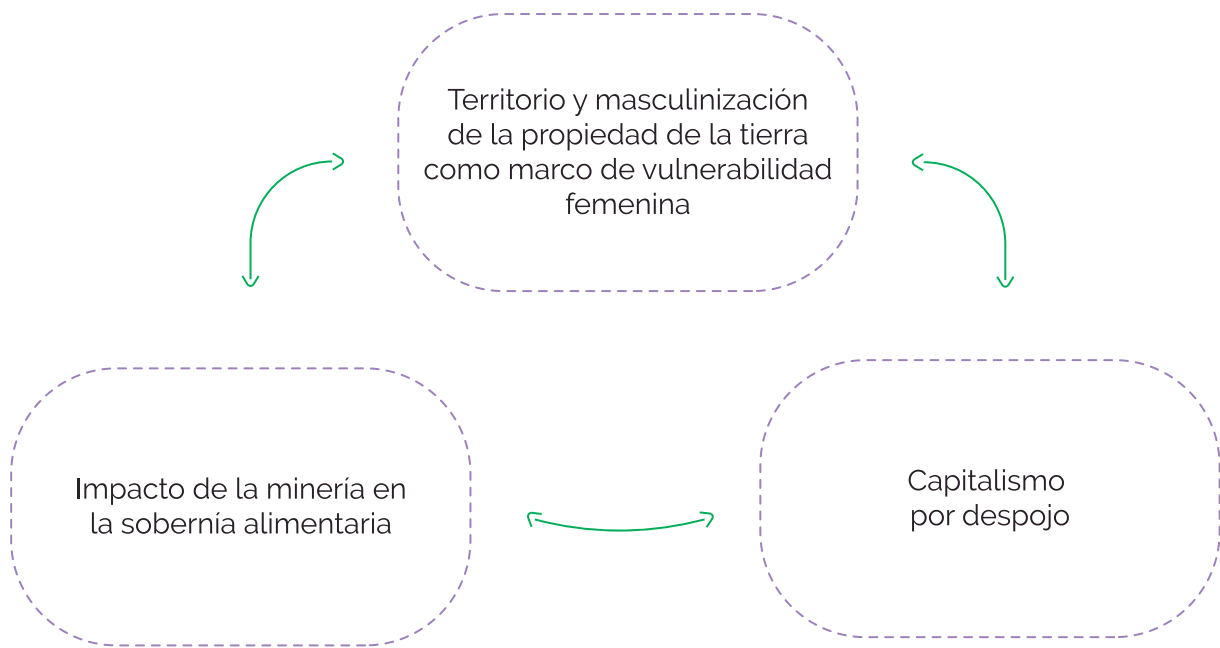 Territorio y masculinización
de la propiedad de la tierra
como marco de vulnerabilidad
femenina
Impacto de la minería en
la sobernía alimentaria
Capitalismo
por despojo